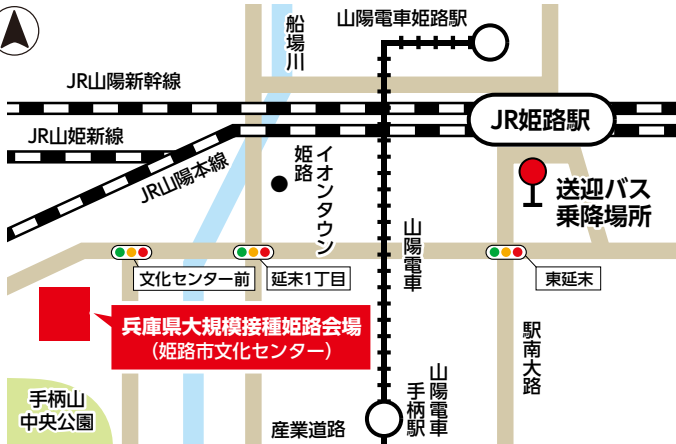 山陽電車姫路駅
船場川
JR山陽新幹線
JR姫路駅
JR山姫新線
JR山陽本線
イオンタウン
姫路
送迎バス
乗降場所
山陽電車
文化センター前
延末1丁目
東延末
兵庫県大規模接種姫路会場
（姫路市文化センター）
駅南大路
手柄山
中央公園
産業道路
山陽電車
手柄駅